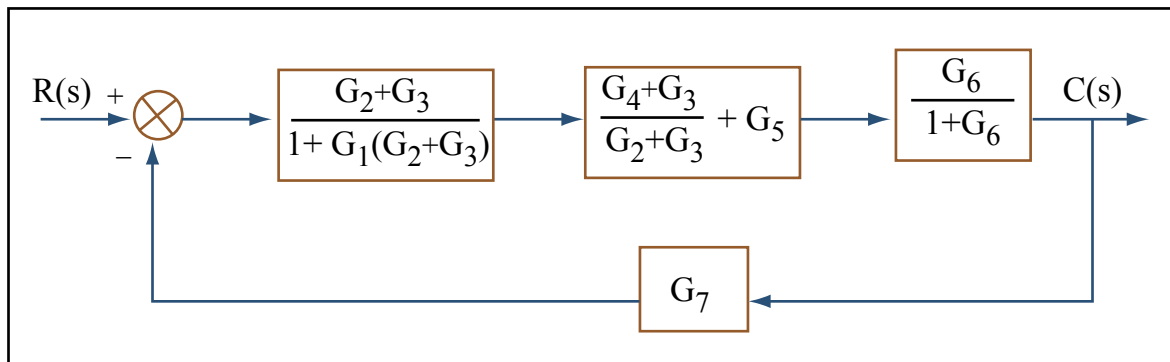 R(s) + −
G₂+G₃
1+ G₁(G₂+G₃)
G₄+G₃
G₂+G₃ + G₅
G₆
1+G₆
C(s)
G₇